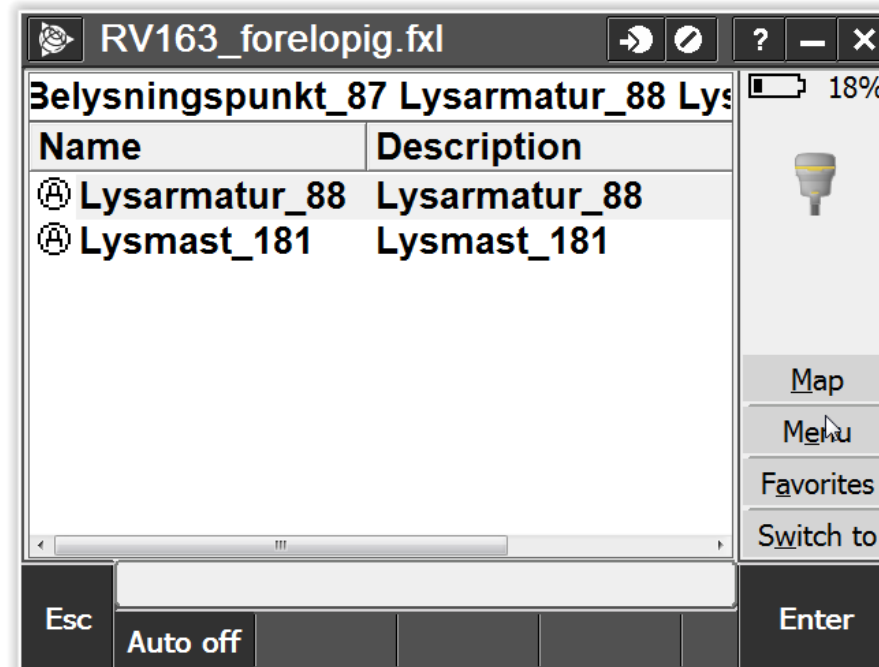 RV163_forelopig.fxl
?
Belysningspunkt_87 Lysarmatur_88 Lys
18%
Name Description
Ⓐ Lysarmatur_88 Lysarmatur_88
Ⓐ Lysmast_181 Lysmast_181
Map
Menu
Favorites
Switch to
Esc
Auto off
Enter